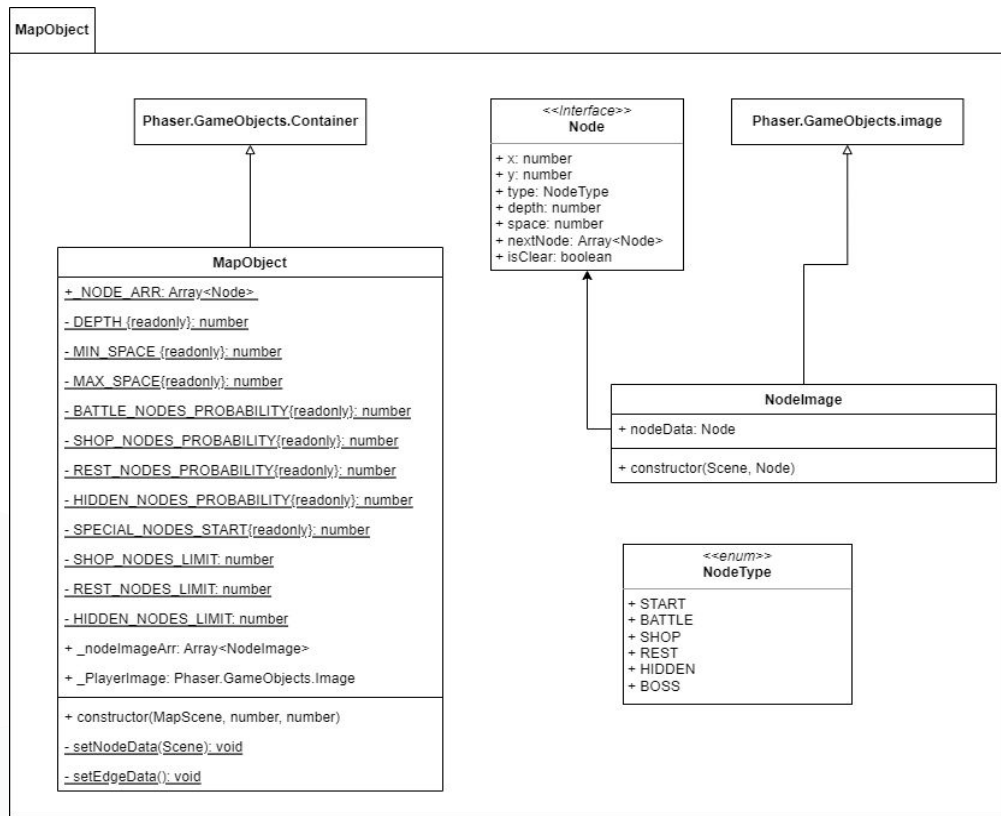 MapObject
Phaser.GameObjects.Container
MapObject
+_NODE_ARR: Array<Node>
- DEPTH {readonly}: number
- MIN_SPACE {readonly}: number
- MAX_SPACE{readonly}: number
- BATTLE_NODES_PROBABILITY{readonly}: number
- SHOP_NODES_PROBABILITY{readonly}: number
- REST_NODES_PROBABILITY{readonly}: number
- HIDDEN_NODES_PROBABILITY{readonly}: number
- SPECIAL_NODES_START{readonly}: number
- SHOP_NODES_LIMIT: number
- REST_NODES_LIMIT: number
- HIDDEN_NODES_LIMIT: number
+ _nodeImageArr: Array<NodeImage>
+ _PlayerImage: Phaser.GameObjects.Image
+ constructor(MapScene, number, number)
- setNodeData(Scene): void
- setEdgeData(): void
<<Interface>>
Node
+ x: number
+ y: number
+ type: NodeType
+ depth: number
+ space: number
+ nextNode: Array<Node>
+ isClear: boolean
Phaser.GameObjects.image
NodeImage
+ nodeData: Node
+ constructor(Scene, Node)
<<enum>>
NodeType
+ START
+ BATTLE
+ SHOP
+ REST
+ HIDDEN
+ BOSS